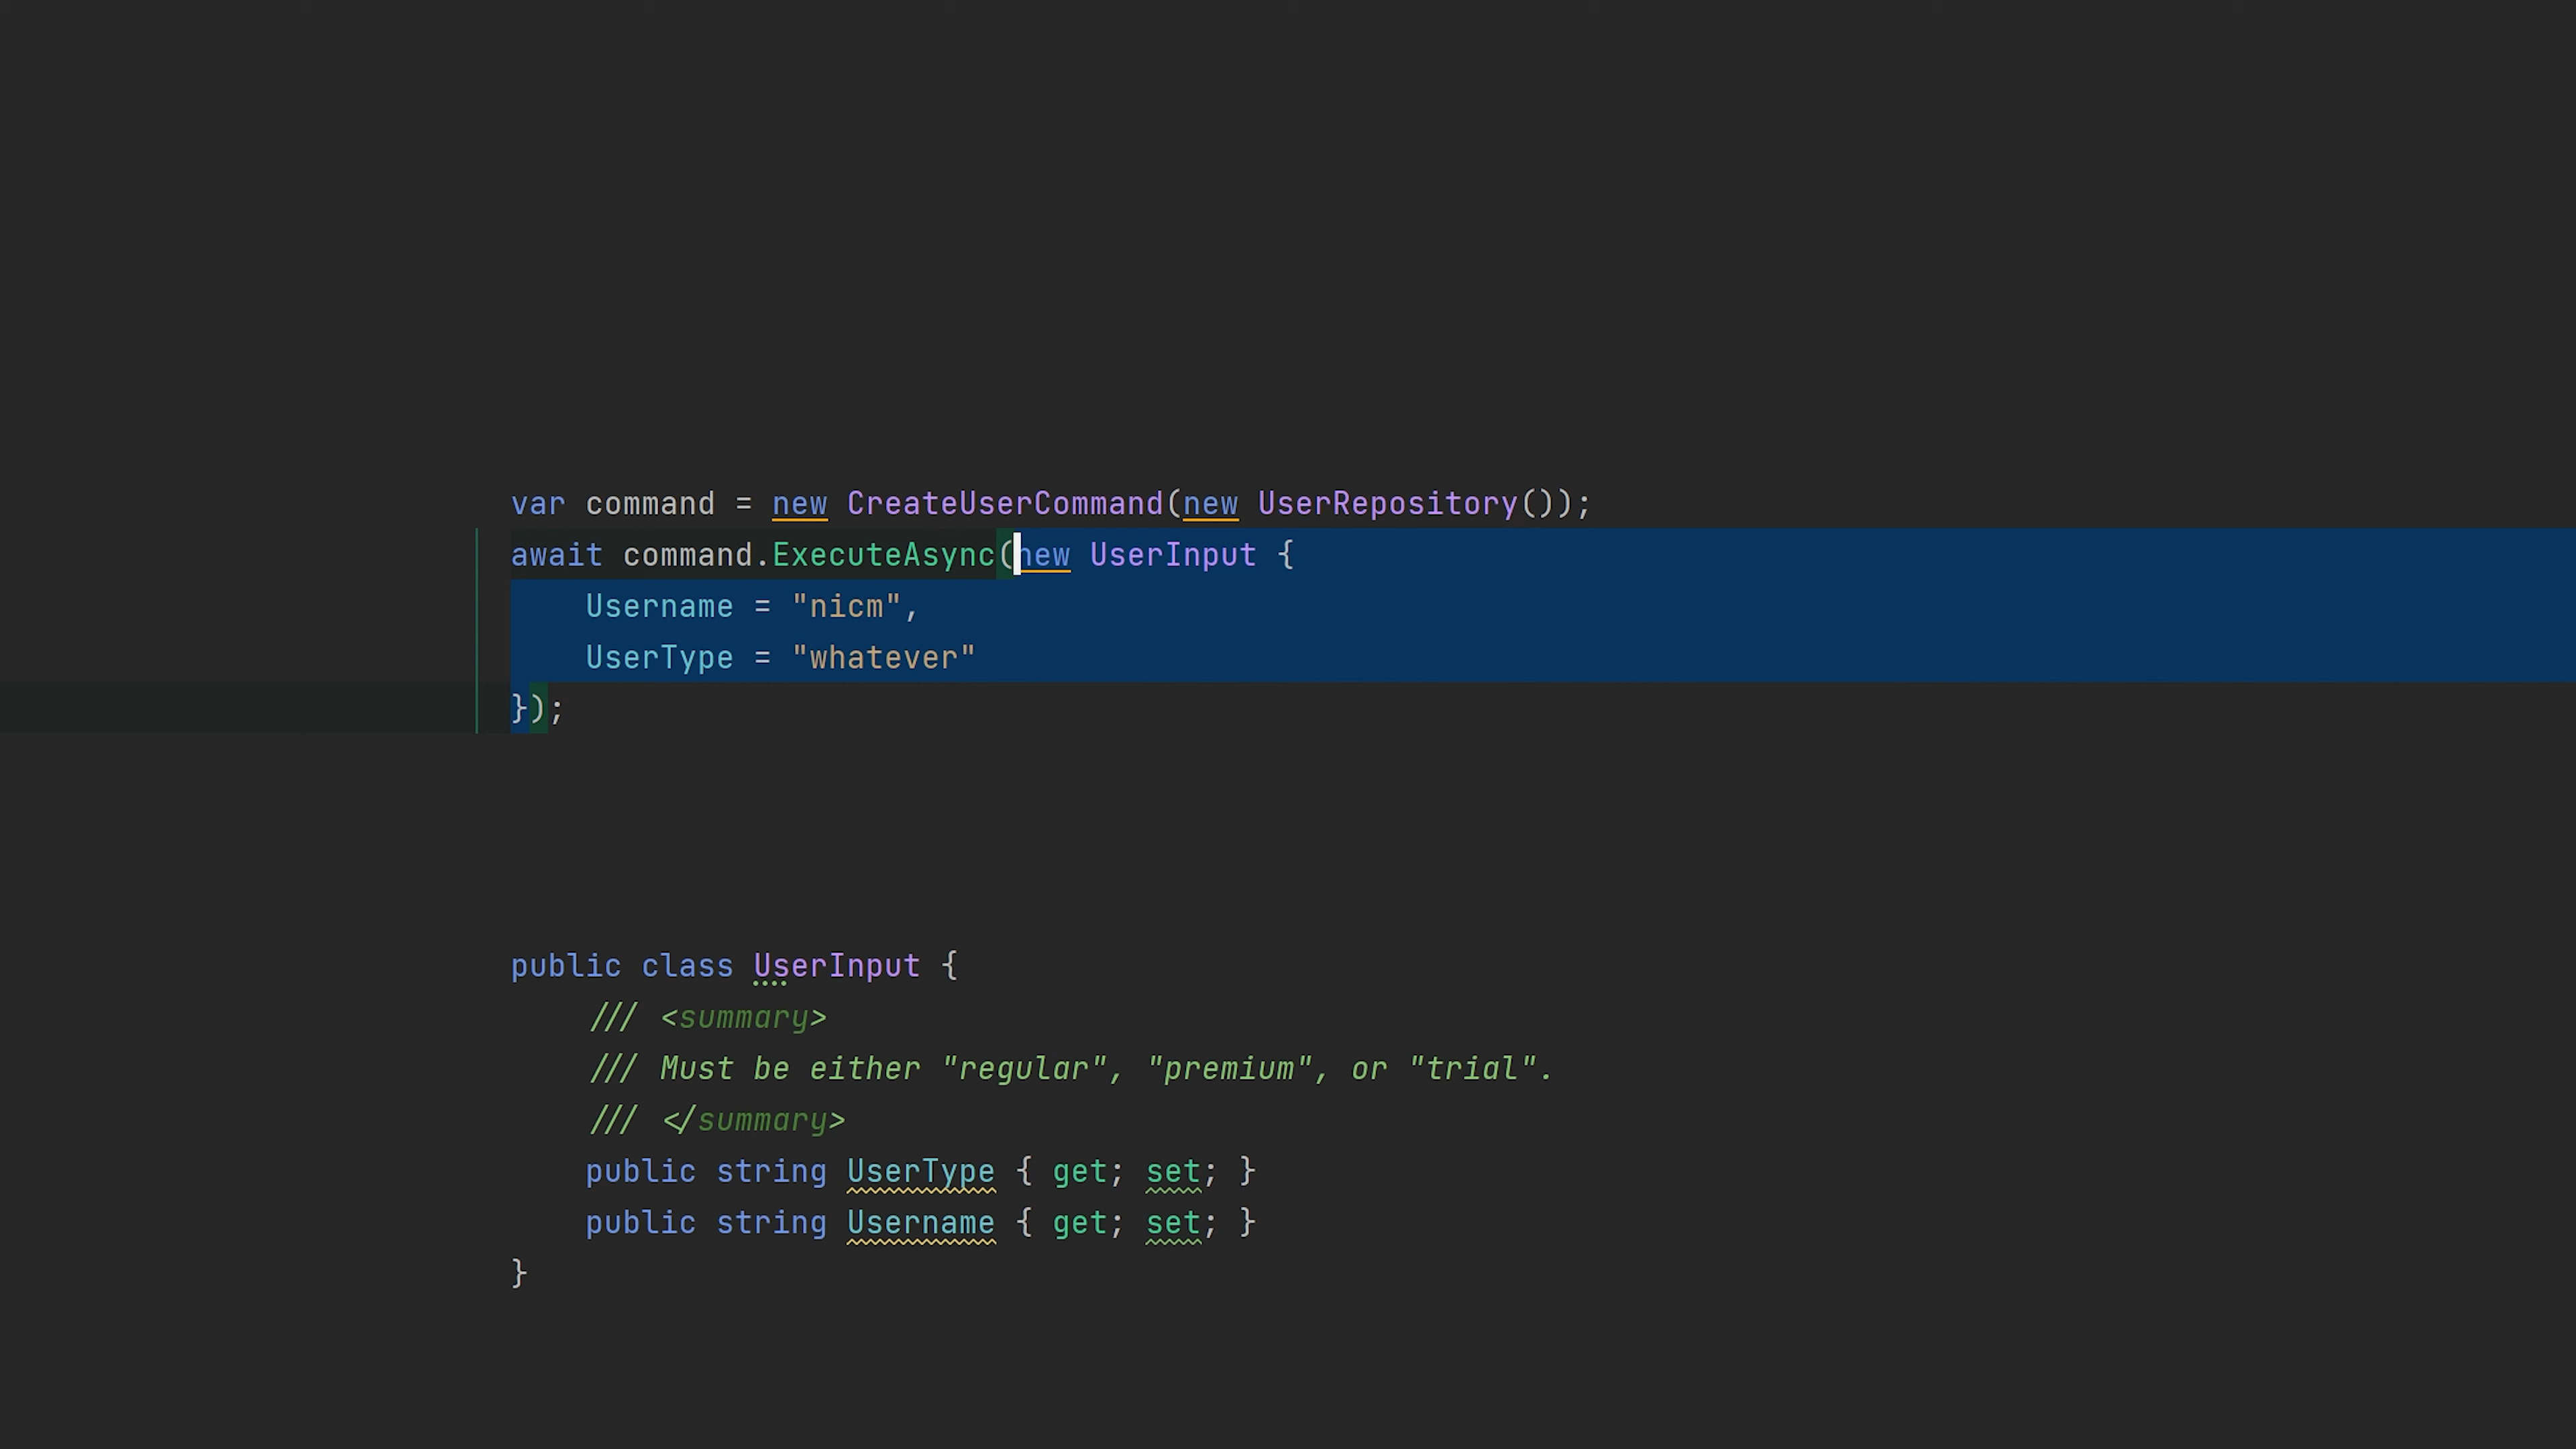 var command = new CreateUserCommand(new UserRepository());
await command.ExecuteAsync(new UserInput {
    Username = "nicm",
    UserType = "whatever"
});
public class UserInput {
    /// <summary>
    /// Must be either "regular", "premium", or "trial".
    /// </summary>
    public string UserType { get; set; }
    public string Username { get; set; }
}